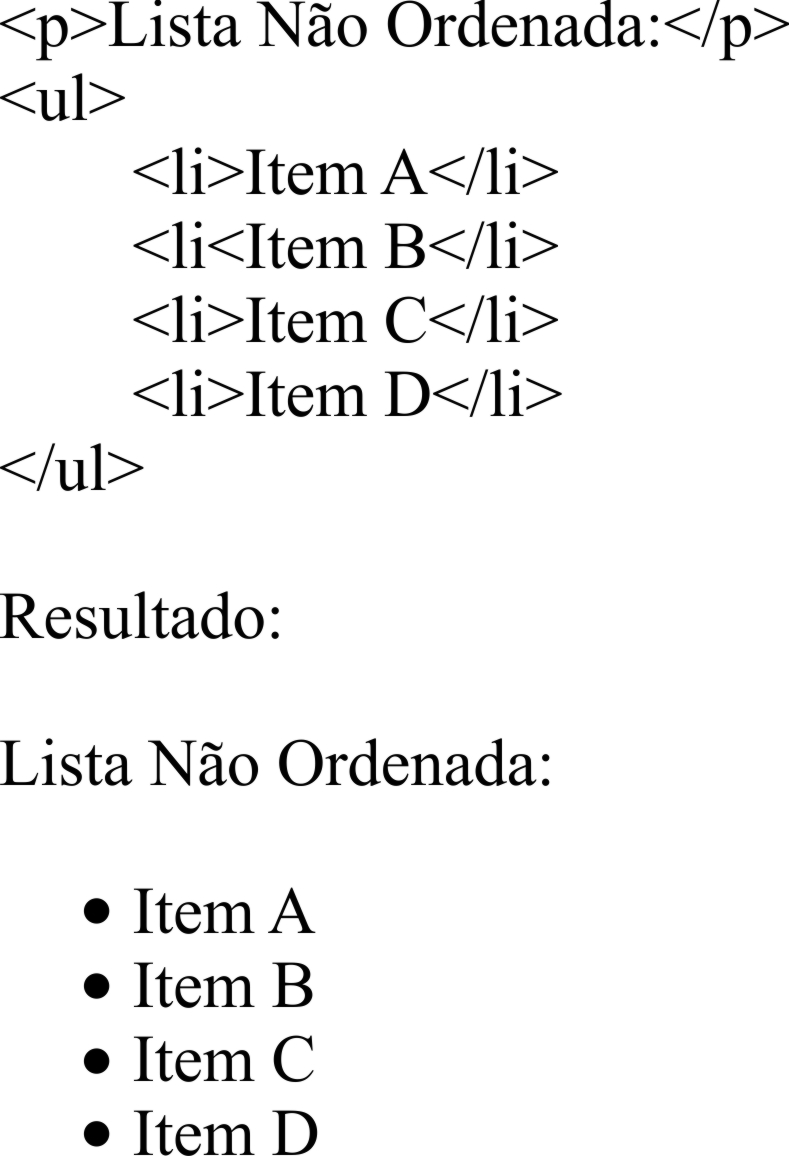 <p>Lista Não Ordenada:</p>
<ul>
<li>Item A</li>
<li<Item B</li>
<li>Item C</li>
<li>Item D</li>
</ul>
Resultado:
Lista Não Ordenada:
• Item A
• Item B
• Item C
• Item D